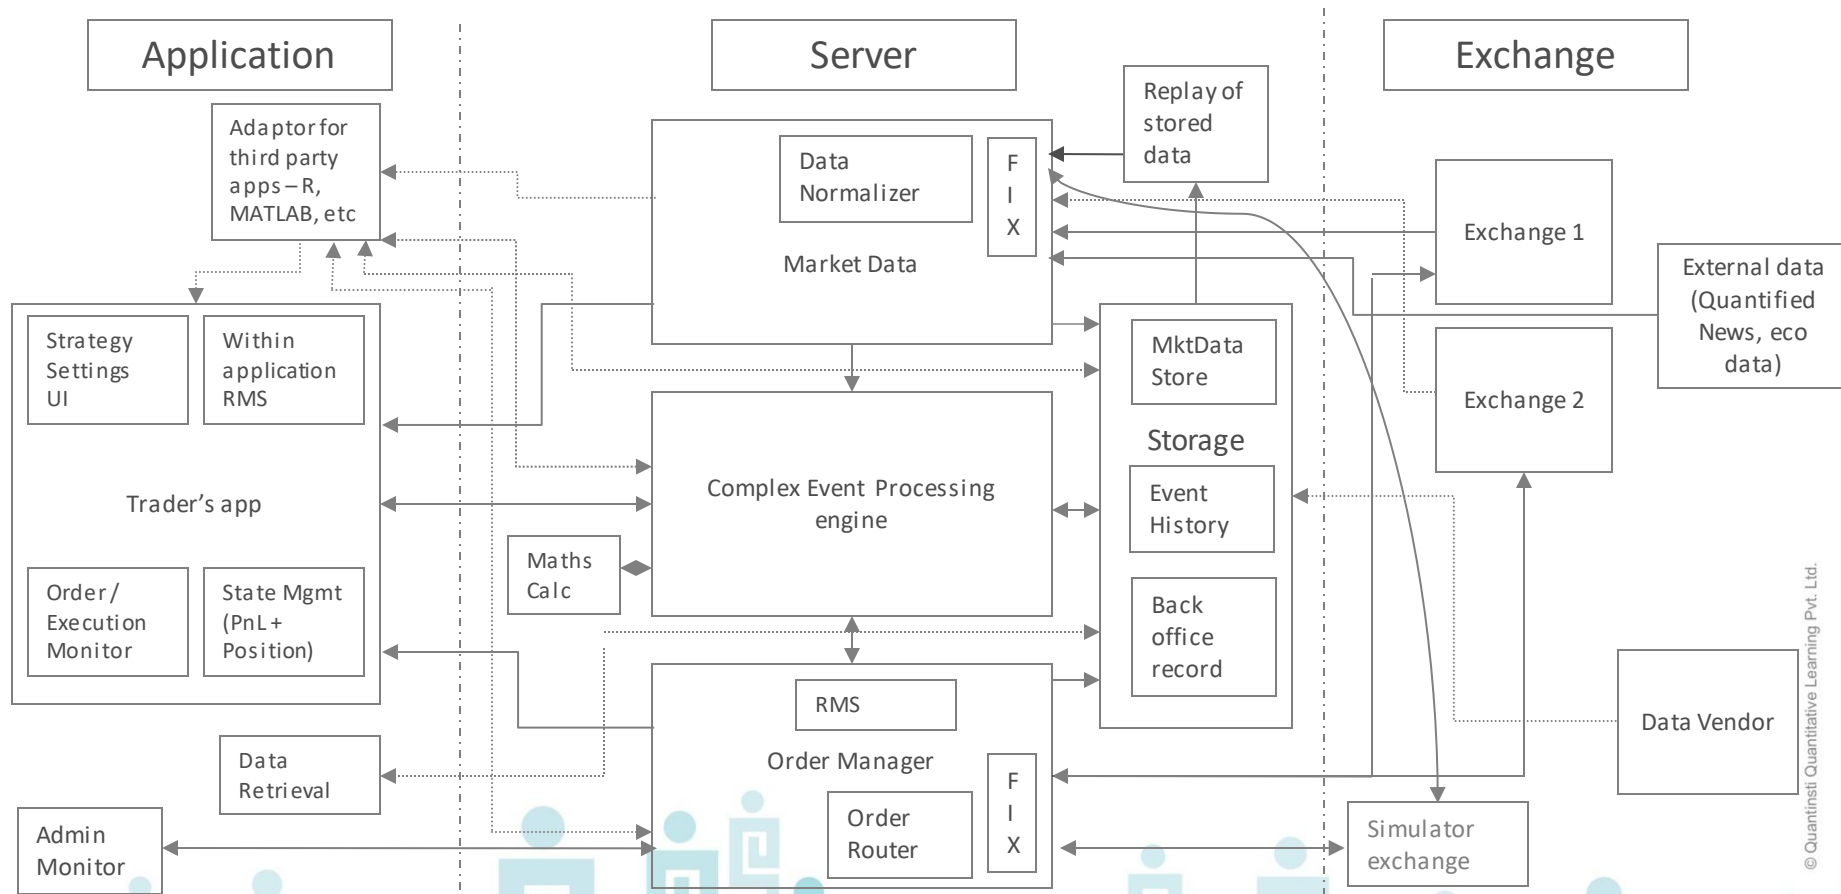 Application
Server
Exchange
Adaptor for
third party
apps – R,
MATLAB, etc
Strategy
Settings
UI
Within
application
RMS
Trader's app
Order /
Execution
Monitor
State Mgmt
(PnL +
Position)
Data
Retrieval
Admin
Monitor
Data
Normalizer
F
I
X
Market Data
Complex Event Processing
engine
Maths
Calc
RMS
Order Manager
Order
Router
F
I
X
Replay of
stored
data
MktData
Store
Storage
Event
History
Back
office
record
Exchange 1
Exchange 2
External data
(Quantified
News, eco
data)
Data Vendor
Simulator
exchange
© Quantinsti Quantitative Learning Pvt. Ltd.